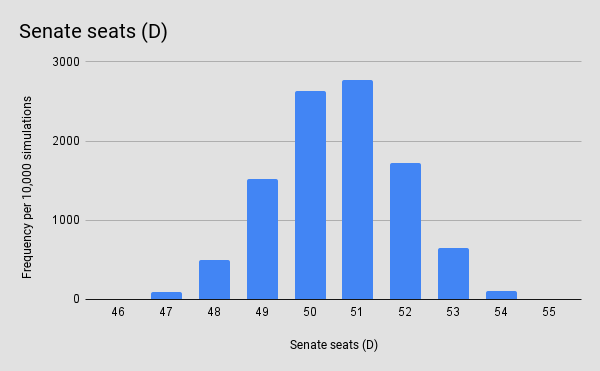 Senate seats (D)
Frequency per 10,000 simulations
3000
2000
1000
0
46 47 48 49 50 51 52 53 54 55
Senate seats (D)